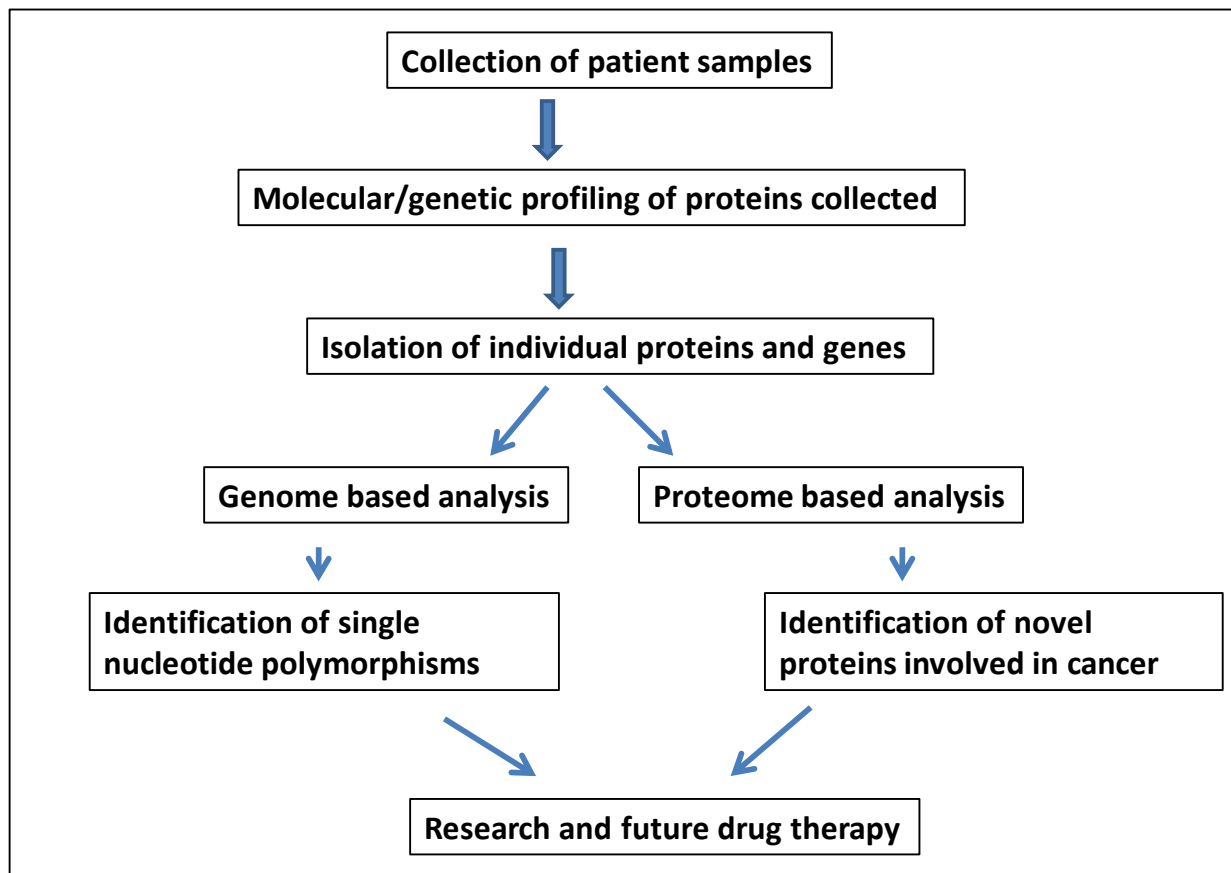 Collection of patient samples
Molecular/genetic profiling of proteins collected
Isolation of individual proteins and genes
Genome based analysis
Proteome based analysis
Identification of single
nucleotide polymorphisms
Identification of novel
proteins involved in cancer
Research and future drug therapy